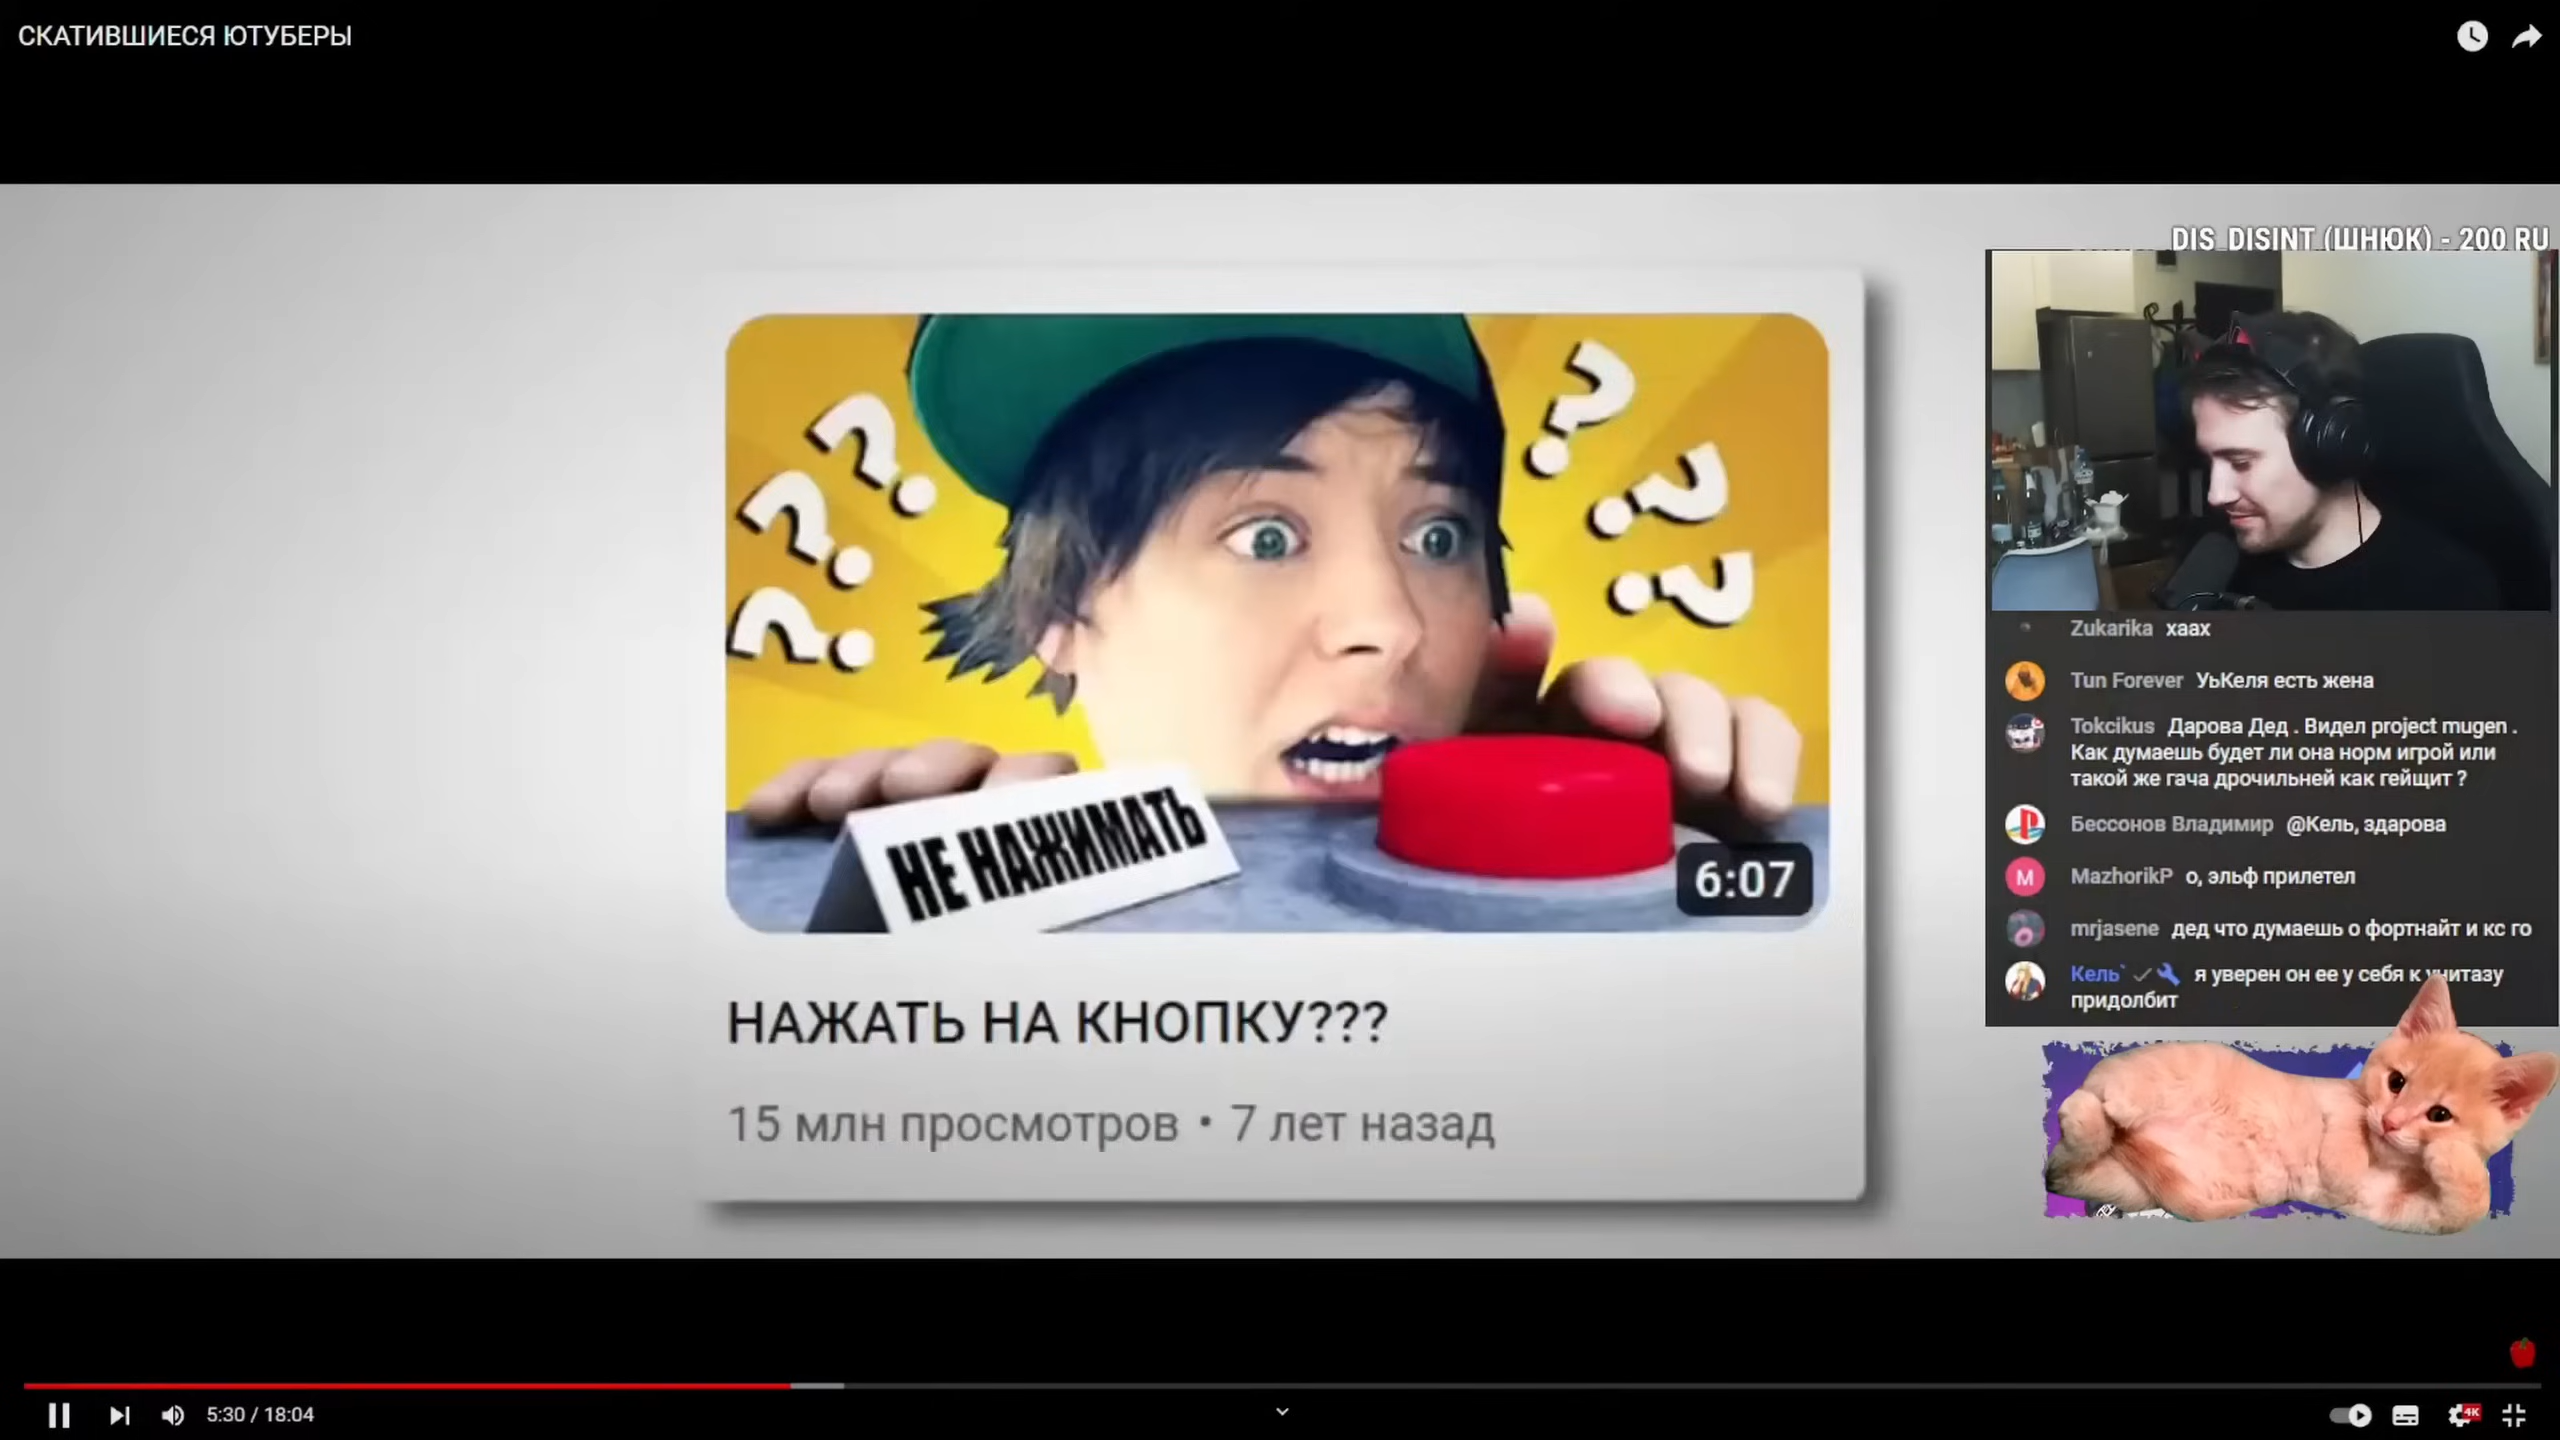 СКАТИВШИЕСЯ ЮТУБЕРЫ
DIS_DISINT (ШНЮК) - 200 RU
НЕ НАЖИМАТЬ
6:07
НАЖАТЬ НА КНОПКУ???
15 млн просмотров • 7 лет назад
Zukarika хаах
Tun Forever УьКеля есть жена
Tokcikus Дарова Дед . Видел project mugen .
Как думаешь будет ли она норм игрой или
такой же гача дрочильней как гейщит ?
Бессонов Владимир @Кель, здарова
M MazhorikP о, эльф прилетел
mrjasene дед что думаешь о фортнайт и кс го
Кель` я уверен он ее у себя к унитазу
придолбит
5:30 / 18:04
4K